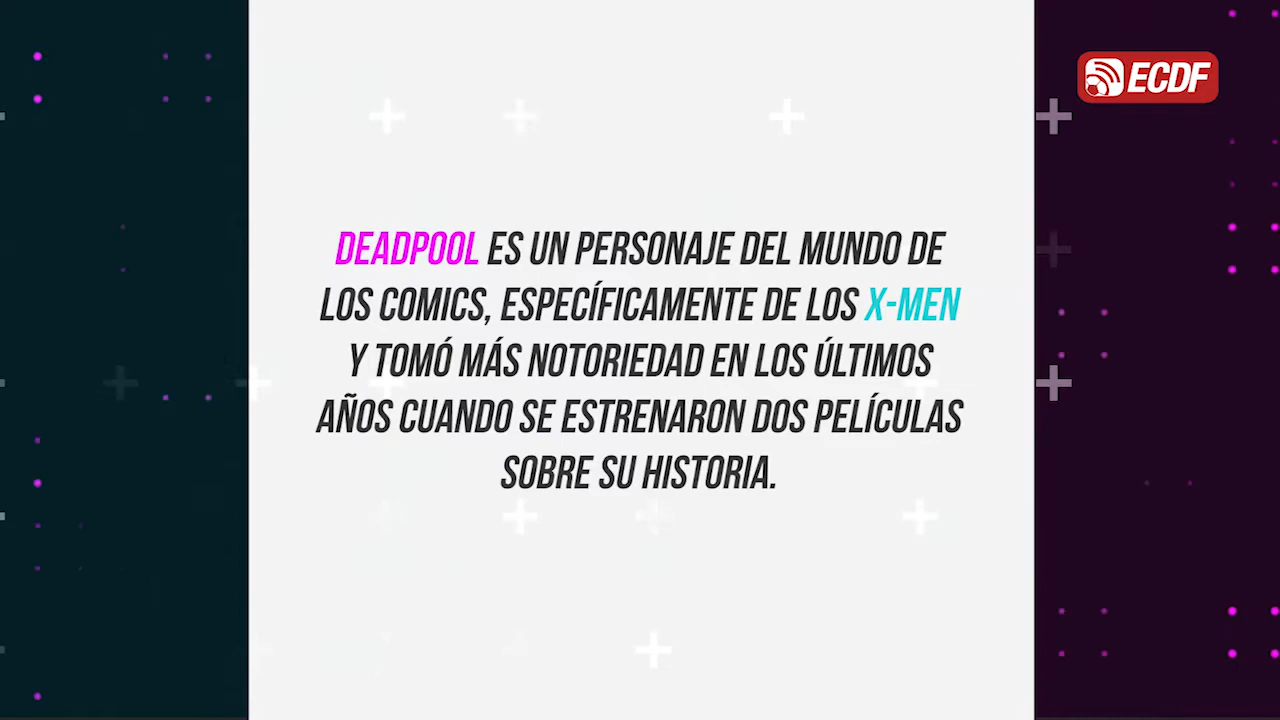 ECDF
DEADPOOL ES UN PERSONAJE DEL MUNDO DE
LOS COMICS, ESPECÍFICAMENTE DE LOS X-MEN
Y TOMÓ MÁS NOTORIEDAD EN LOS ÚLTIMOS
AÑOS CUANDO SE ESTRENARON DOS PELÍCULAS
SOBRE SU HISTORIA.